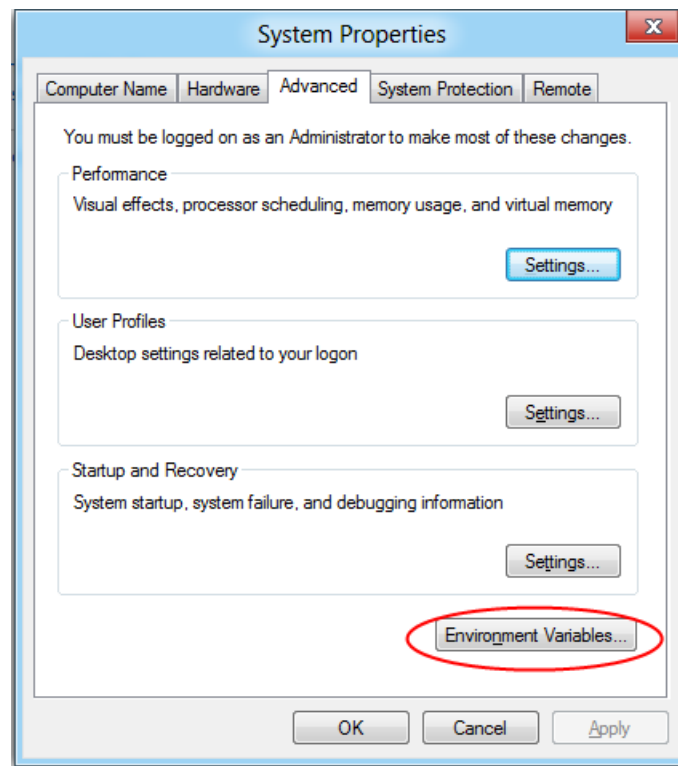 System Properties
x
Computer Name Hardware Advanced System Protection Remote
You must be logged on as an Administrator to make most of these changes.
Performance
Visual effects, processor scheduling, memory usage, and virtual memory
Settings...
User Profiles
Desktop settings related to your logon
Settings...
Startup and Recovery
System startup, system failure, and debugging information
Settings...
Environment Variables...
OK Cancel Apply